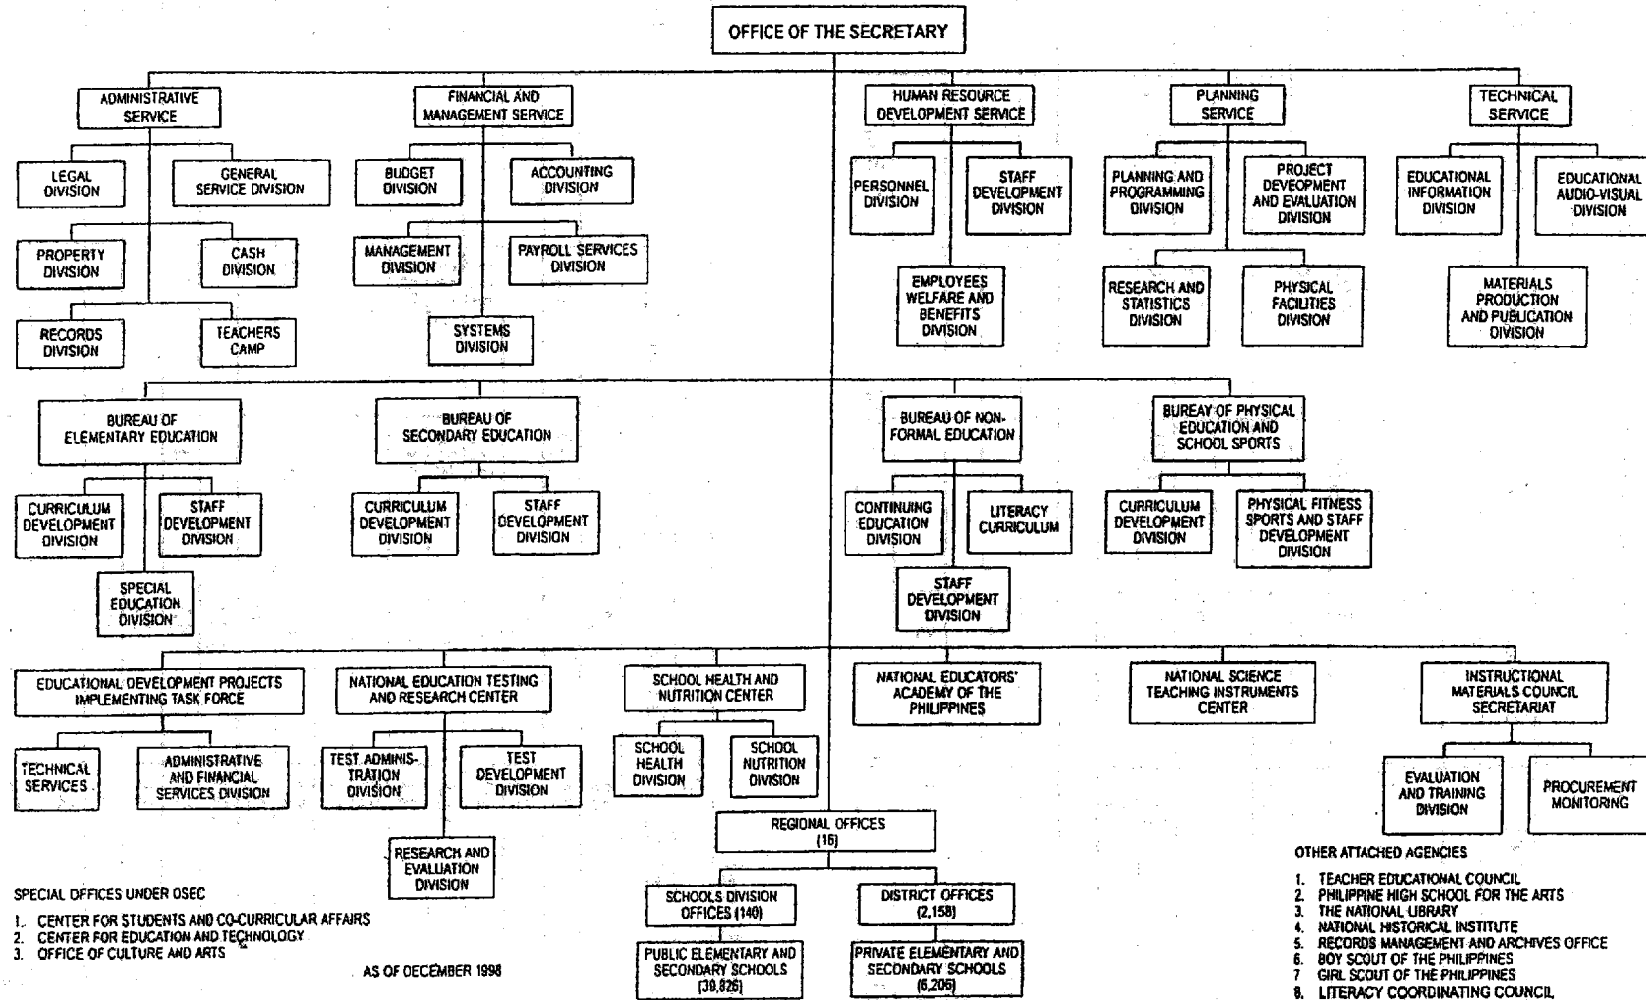 OFFICE OF THE SECRETARY
ADMINISTRATIVE
SERVICE
FINANCIAL AND
MANAGEMENT SERVICE
HUMAN RESOURCE
DEVELOPMENT SERVICE
PLANNING
SERVICE
TECHNICAL
SERVICE
LEGAL
DIVISION
GENERAL
SERVICE DIVISION
BUDGET
DIVISION
ACCOUNTING
DIVISION
PERSONNEL
DIVISION
STAFF
DEVELOPMENT
DIVISION
PLANNING AND
PROGRAMMING
DIVISION
PROJECT
DEVEOPMENT
AND EVALUATION
DIVISION
EDUCATIONAL
INFORMATION
DIVISION
EDUCATIONAL
AUDIO-VISUAL
DIVISION
PROPERTY
DIVISION
CASH
DIVISION
MANAGEMENT
DIVISION
PAYROLL SERVICES
DIVISION
EMPLOYEES
WELFARE AND
BENEFITS
DIVISION
RESEARCH AND
STATISTICS
DIVISION
PHYSICAL
FACILITIES
DIVISION
MATERIALS
PRODUCTION
AND PUBLICATION
DIVISION
RECORDS
DIVISION
TEACHERS
CAMP
SYSTEMS
DIVISION
BUREAU OF
ELEMENTARY EDUCATION
BUREAU OF
SECONDARY EDUCATION
BUREAU OF NON-
FORMAL EDUCATION
BUREAY OF PHYSICAL
EDUCATION AND
SCHOOL SPORTS
CURRICULUM
DEVELOPMENT
DIVISION
STAFF
DEVELOPMENT
DIVISION
CURRICULUM
DEVELOPMENT
DIVISION
STAFF
DEVELOPMENT
DIVISION
CONTINUING
EDUCATION
DIVISION
LITERACY
CURRICULUM
CURRICULUM
DEVELOPMENT
DIVISION
PHYSICAL FITNESS
SPORTS AND STAFF
DEVELOPMENT
DIVISION
SPECIAL
EDUCATION
DIVISION
STAFF
DEVELOPMENT
DIVISION
EDUCATIONAL DEVELOPMENT PROJECTS
IMPLEMENTING TASK FORCE
NATIONAL EDUCATION TESTING
AND RESEARCH CENTER
SCHOOL HEALTH AND
NUTRITION CENTER
NATIONAL EDUCATORS'
ACADEMY OF THE
PHILIPPINES
NATIONAL SCIENCE
TEACHING INSTRUMENTS
CENTER
INSTRUCTIONAL
MATERIALS COUNCIL
SECRETARIAT
TECHNICAL
SERVICES
ADMINISTRATIVE
AND FINANCIAL
SERVICES DIVISION
TEST ADMINIS-
TRATION
DIVISION
TEST
DEVELOPMENT
DIVISION
SCHOOL
HEALTH
DIVISION
SCHOOL
NUTRITION
DIVISION
EVALUATION
AND TRAINING
DIVISION
PROCUREMENT
MONITORING
RESEARCH AND
EVALUATION
DIVISION
REGIONAL OFFICES
(16)
SCHOOLS DIVISION
OFFICES (140)
DISTRICT OFFICES
(2,158)
PUBLIC ELEMENTARY AND
SECONDARY SCHOOLS
(39,826)
PRIVATE ELEMENTARY AND
SECONDARY SCHOOLS
(6,206)
SPECIAL OFFICES UNDER OSEC
1. CENTER FOR STUDENTS AND CO-CURRICULAR AFFAIRS
2. CENTER FOR EDUCATION AND TECHNOLOGY
3. OFFICE OF CULTURE AND ARTS
AS OF DECEMBER 1998
OTHER ATTACHED AGENCIES
1. TEACHER EDUCATIONAL COUNCIL
2. PHILIPPINE HIGH SCHOOL FOR THE ARTS
3. THE NATIONAL LIBRARY
4. NATIONAL HISTORICAL INSTITUTE
5. RECORDS MANAGEMENT AND ARCHIVES OFFICE
6. BOY SCOUT OF THE PHILIPPINES
7 GIRL SCOUT OF THE PHILIPPINES
8. LITERACY COORDINATING COUNCIL